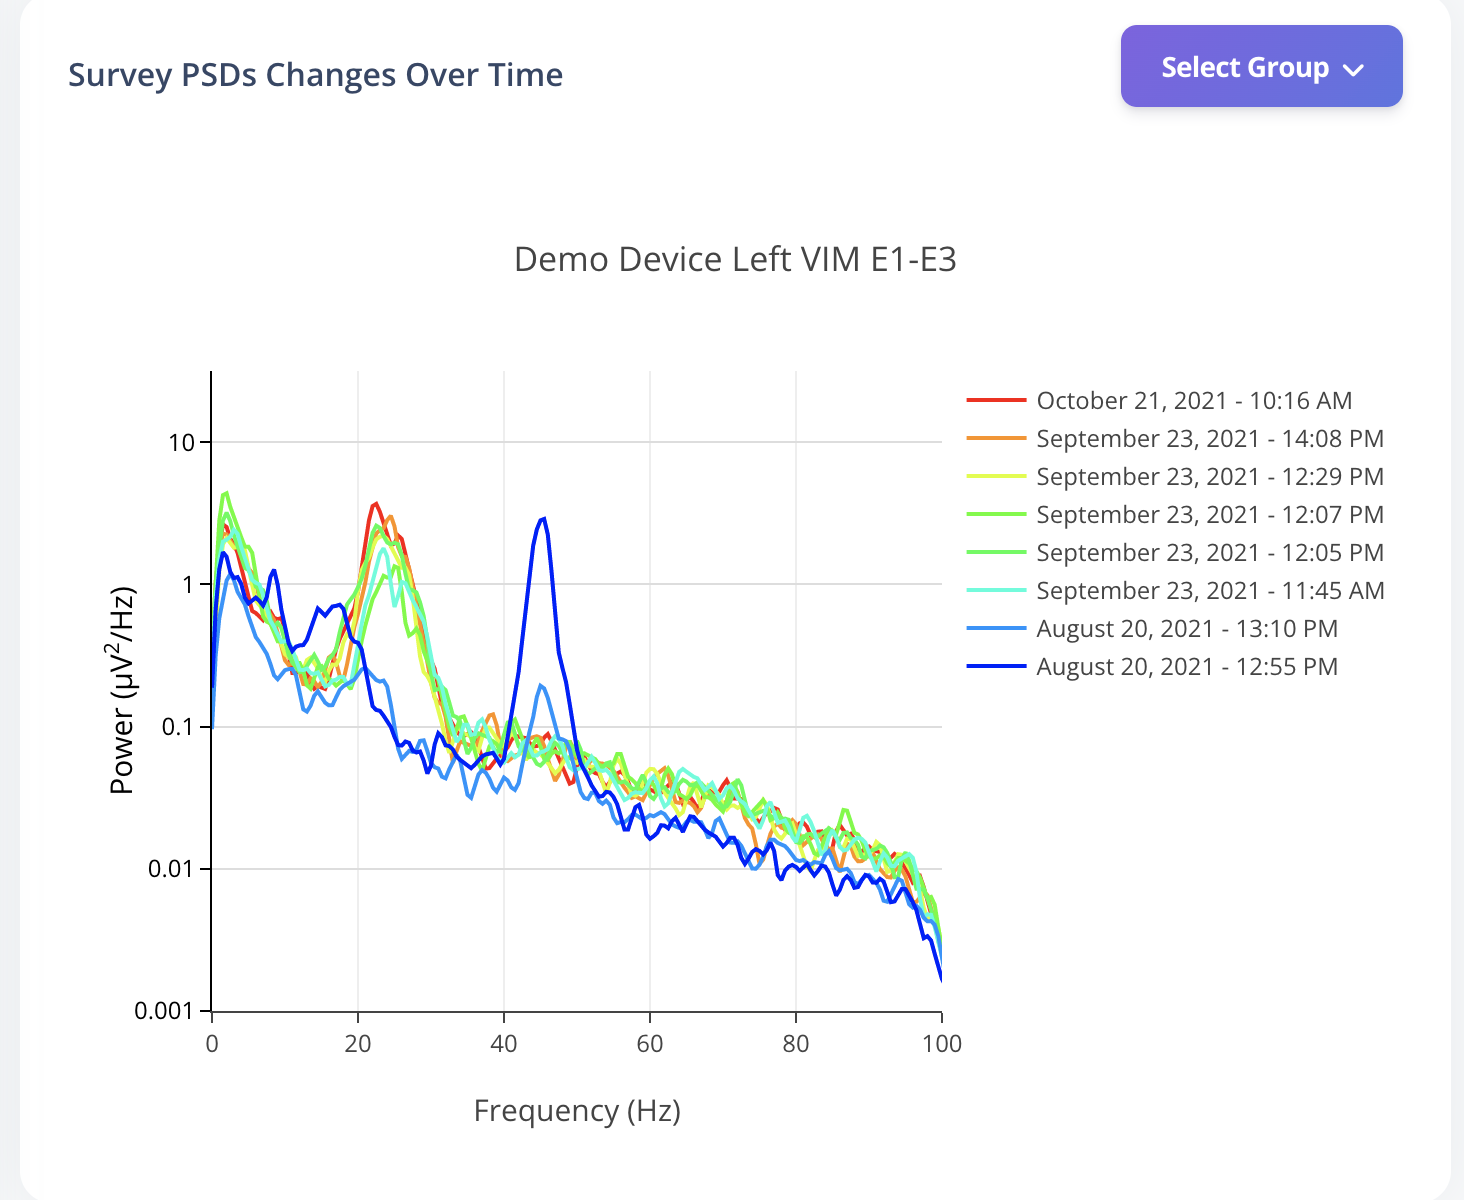 Survey PSDs Changes Over Time
Select Group
Demo Device Left VIM E1-E3
Power (µV²/Hz)
10
1
0.1
0.01
0.001
0 20 40 60 80 100
Frequency (Hz)
October 21, 2021 - 10:16 AM
September 23, 2021 - 14:08 PM
September 23, 2021 - 12:29 PM
September 23, 2021 - 12:07 PM
September 23, 2021 - 12:05 PM
September 23, 2021 - 11:45 AM
August 20, 2021 - 13:10 PM
August 20, 2021 - 12:55 PM